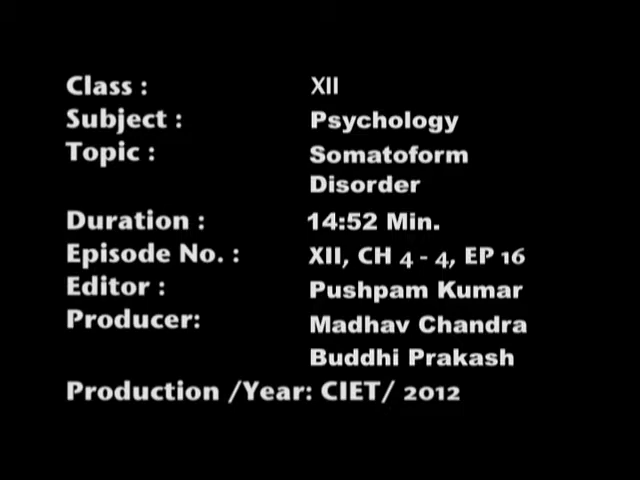 Class : XII
Subject : Psychology
Topic : Somatoform
Disorder
Duration : 14:52 Min.
Episode No. : XII, CH 4 - 4, EP 16
Editor : Pushpam Kumar
Producer: Madhav Chandra
Buddhi Prakash
Production /Year: CIET/ 2012